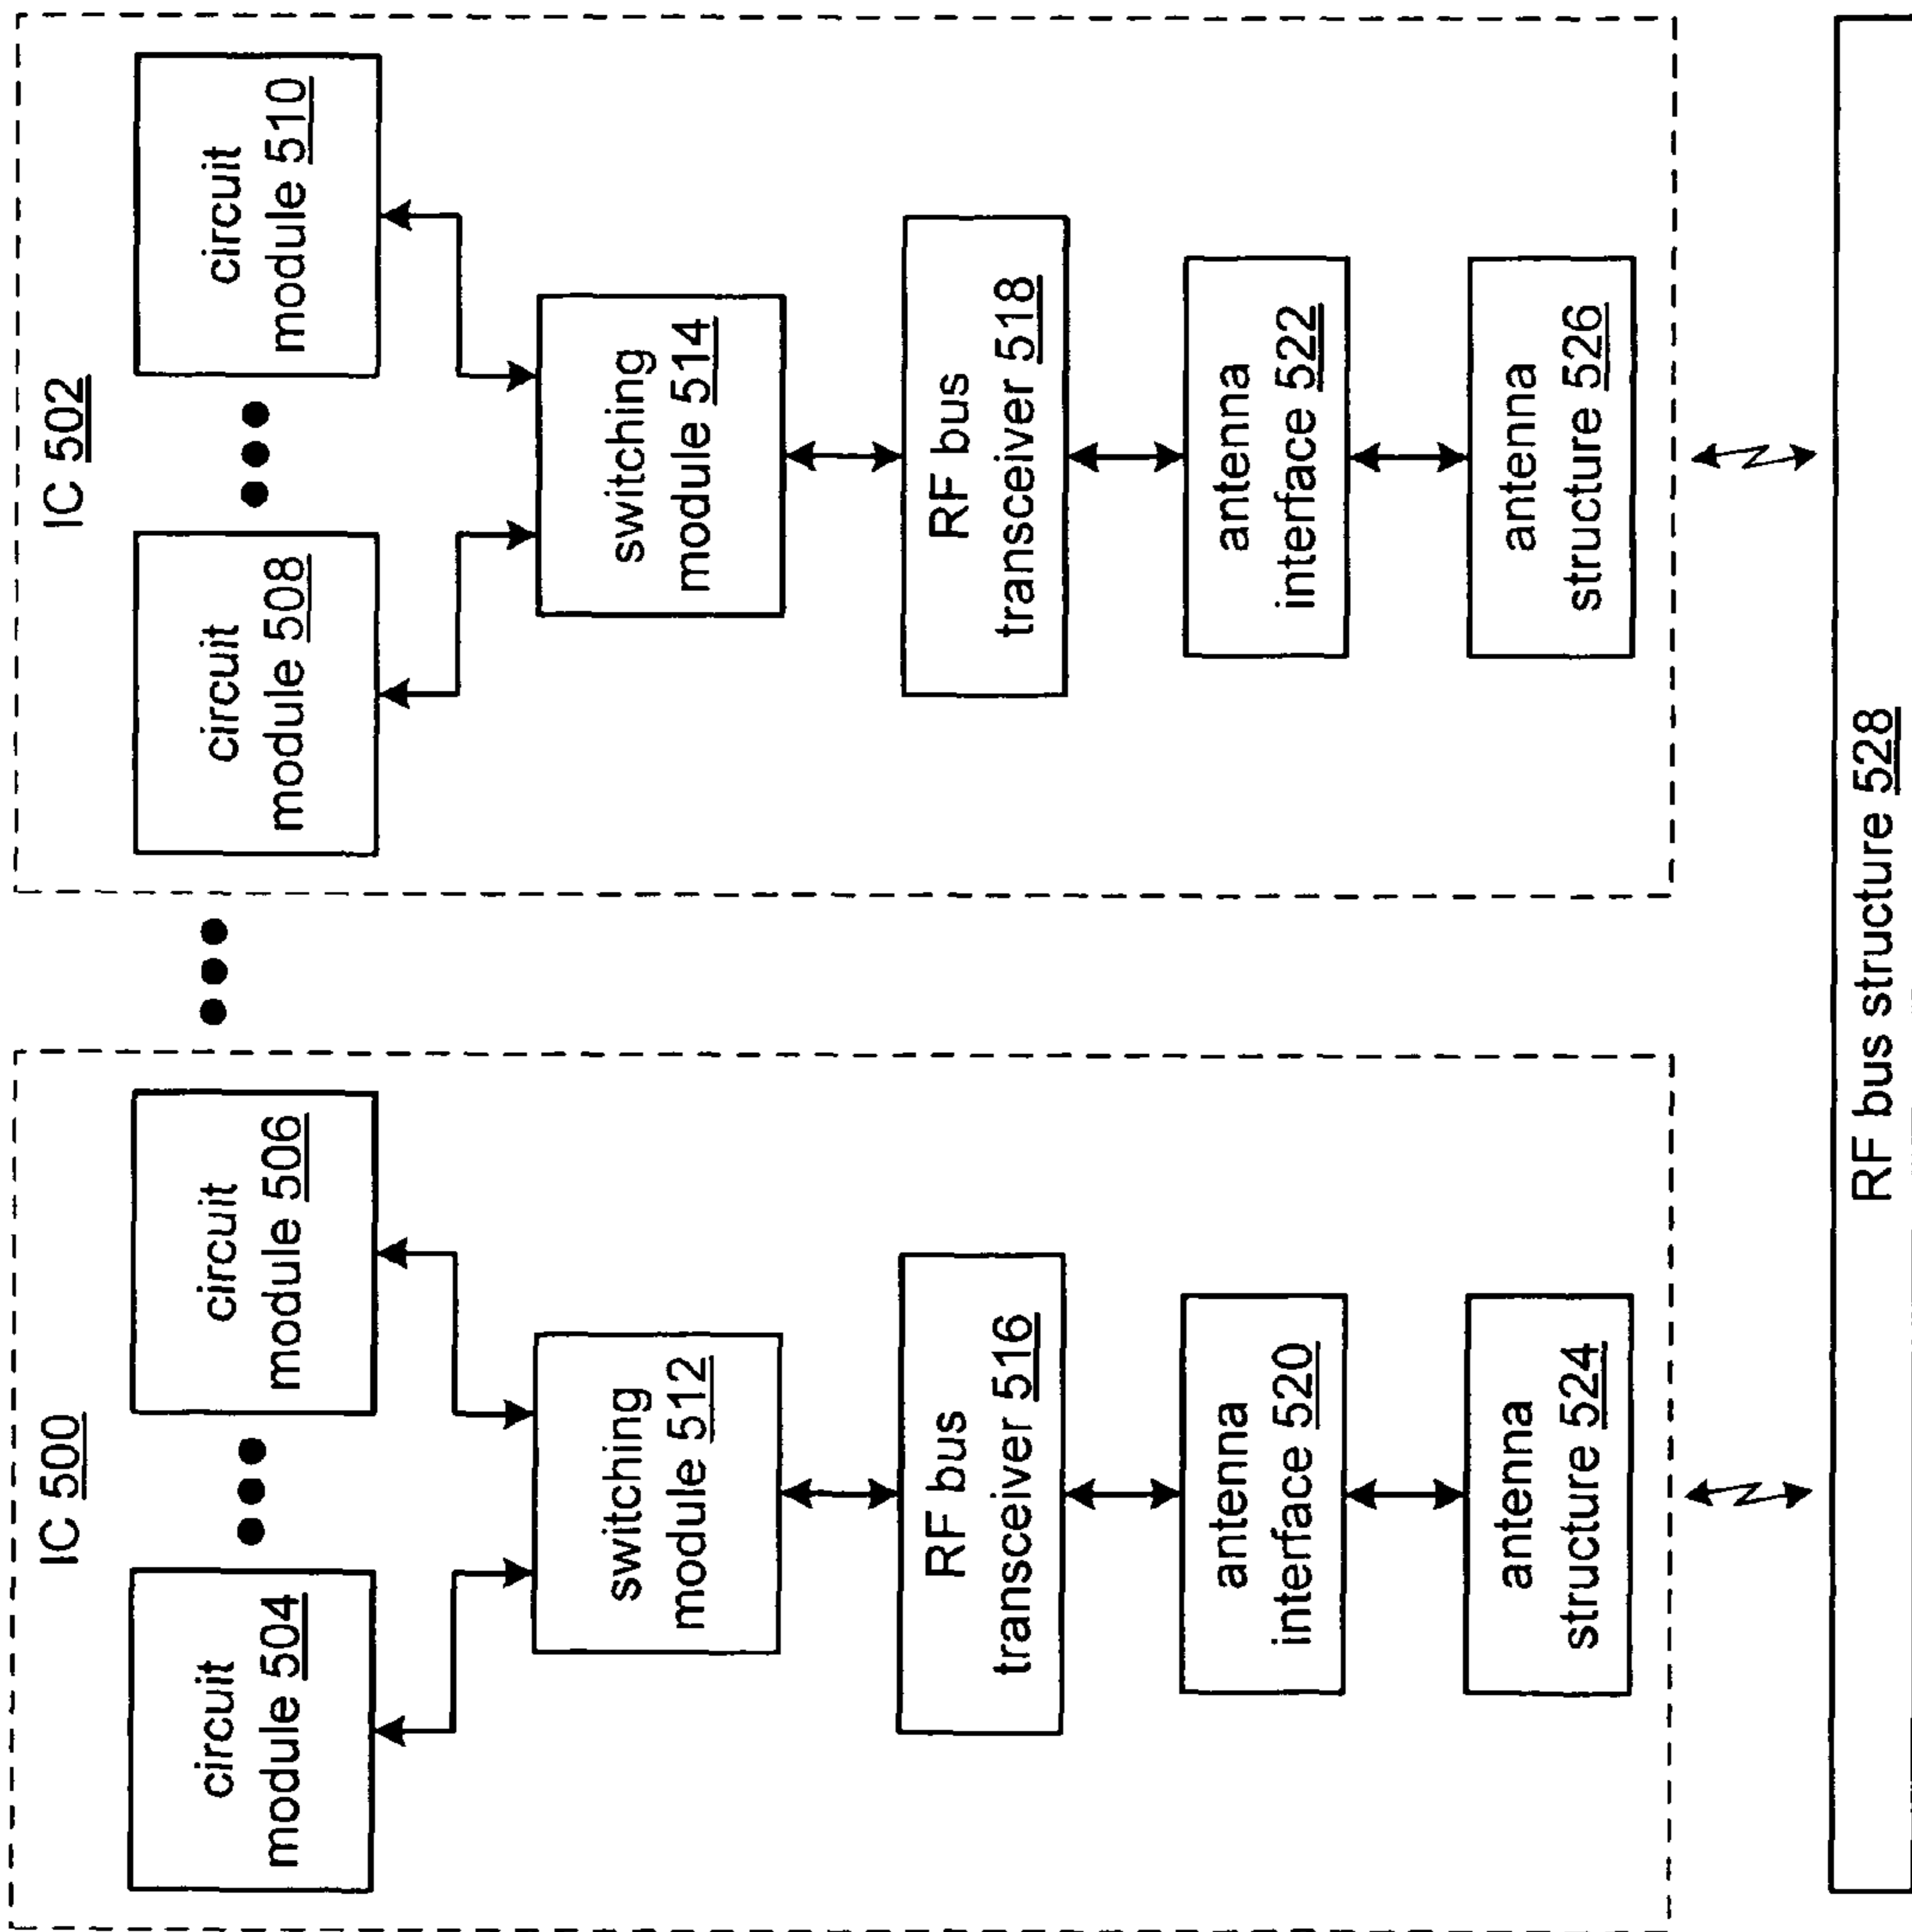 IC 500
circuit
module 504
circuit
module 506
switching
module 512
RF bus
transceiver 516
antenna
interface 520
antenna
structure 524
IC 502
circuit
module 508
circuit
module 510
switching
module 514
RF bus
transceiver 518
antenna
interface 522
antenna
structure 526
RF bus structure 528